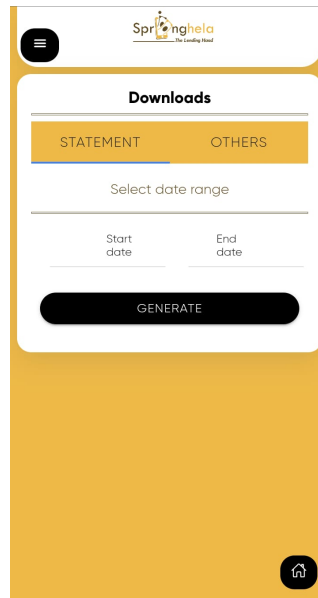 Springhela
The Lending Hand
Downloads
STATEMENT OTHERS
Select date range
Start date
End date
GENERATE